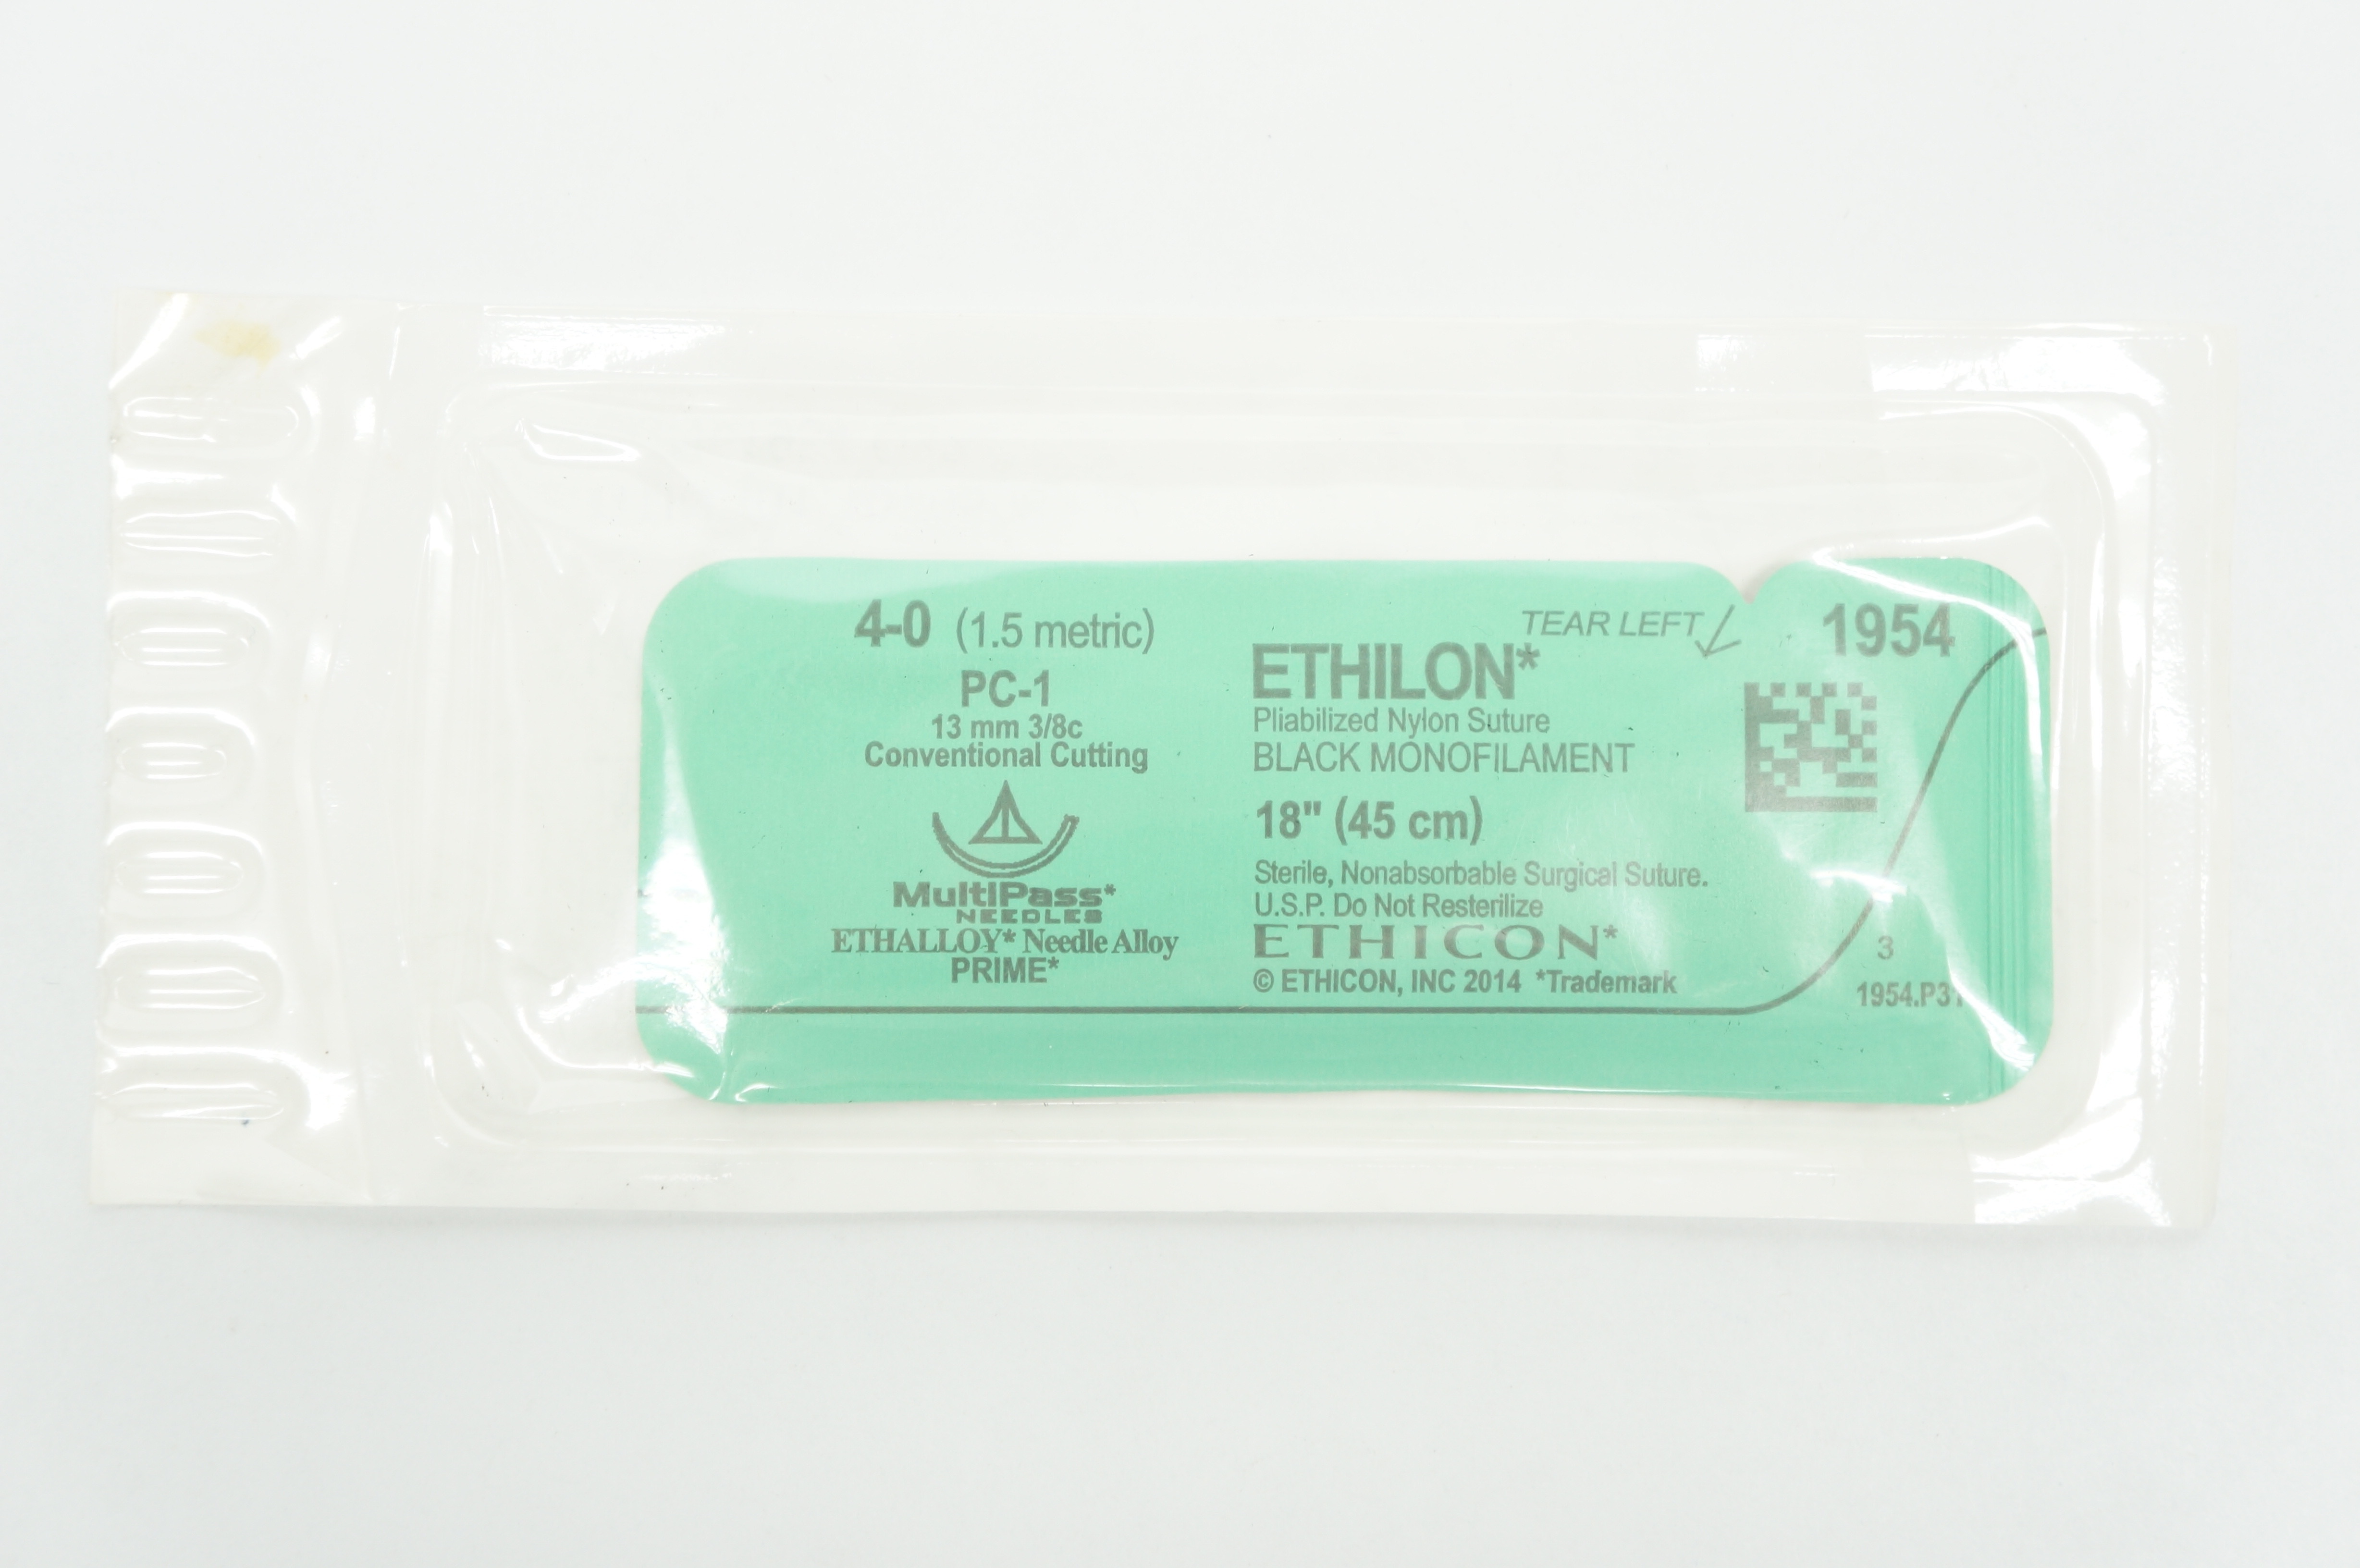 4-0 (1.5 metric)
PC-1
13 mm 3/8c
Conventional Cutting
MultiPass*
NEEDLES
ETHALLOY* Needle Alloy
PRIME*
TEAR LEFT
ETHILON*
Pliabilized Nylon Suture
BLACK MONOFILAMENT
18" (45 cm)
Sterile, Nonabsorbable Surgical Suture.
U.S.P. Do Not Resterilize
ETHICON*
© ETHICON, INC 2014 *Trademark
1954
3